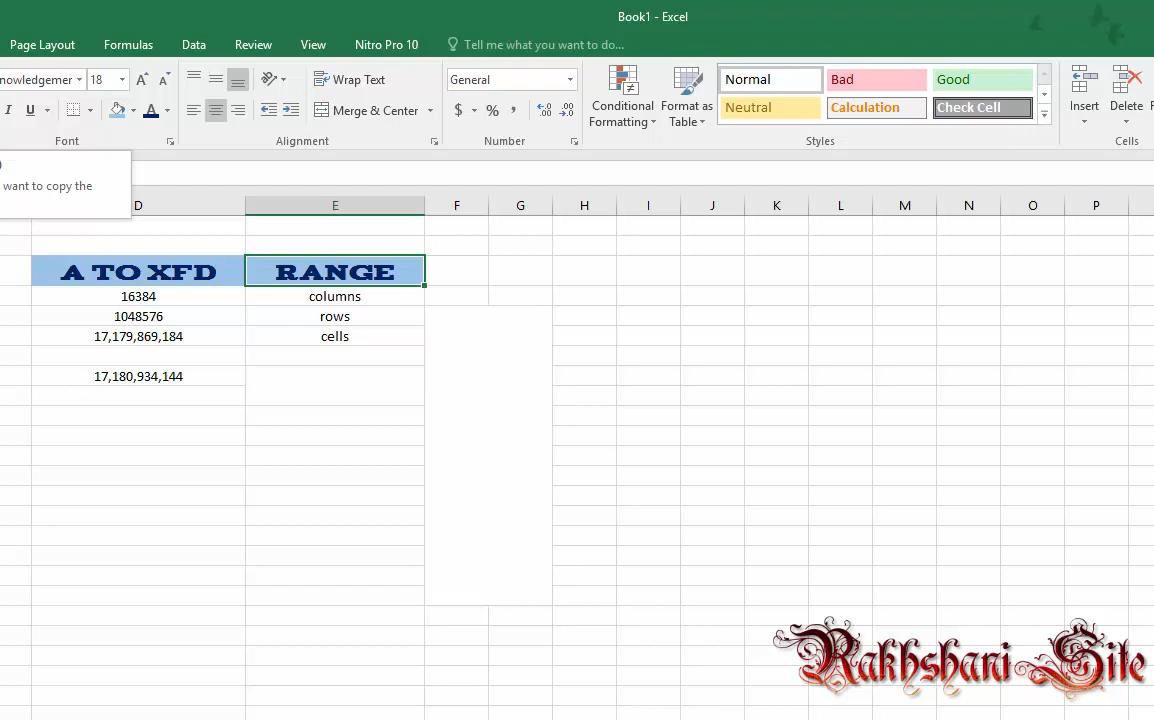 Book1 - Excel
Page Layout Formulas Data Review View Nitro Pro 10 Tell me what you want to do...
nowledgemer 18 A A Wrap Text General Normal Bad Good
I U A Merge & Center $ % , .0 .00 Conditional Formatting Format as Table Neutral Calculation Check Cell Insert Delete F
Font Alignment Number Styles Cells
want to copy the
D E F G H I J K L M N O P
A TO XFD RANGE
16384 columns
1048576 rows
17,179,869,184 cells
17,180,934,144
Rakhshani Site